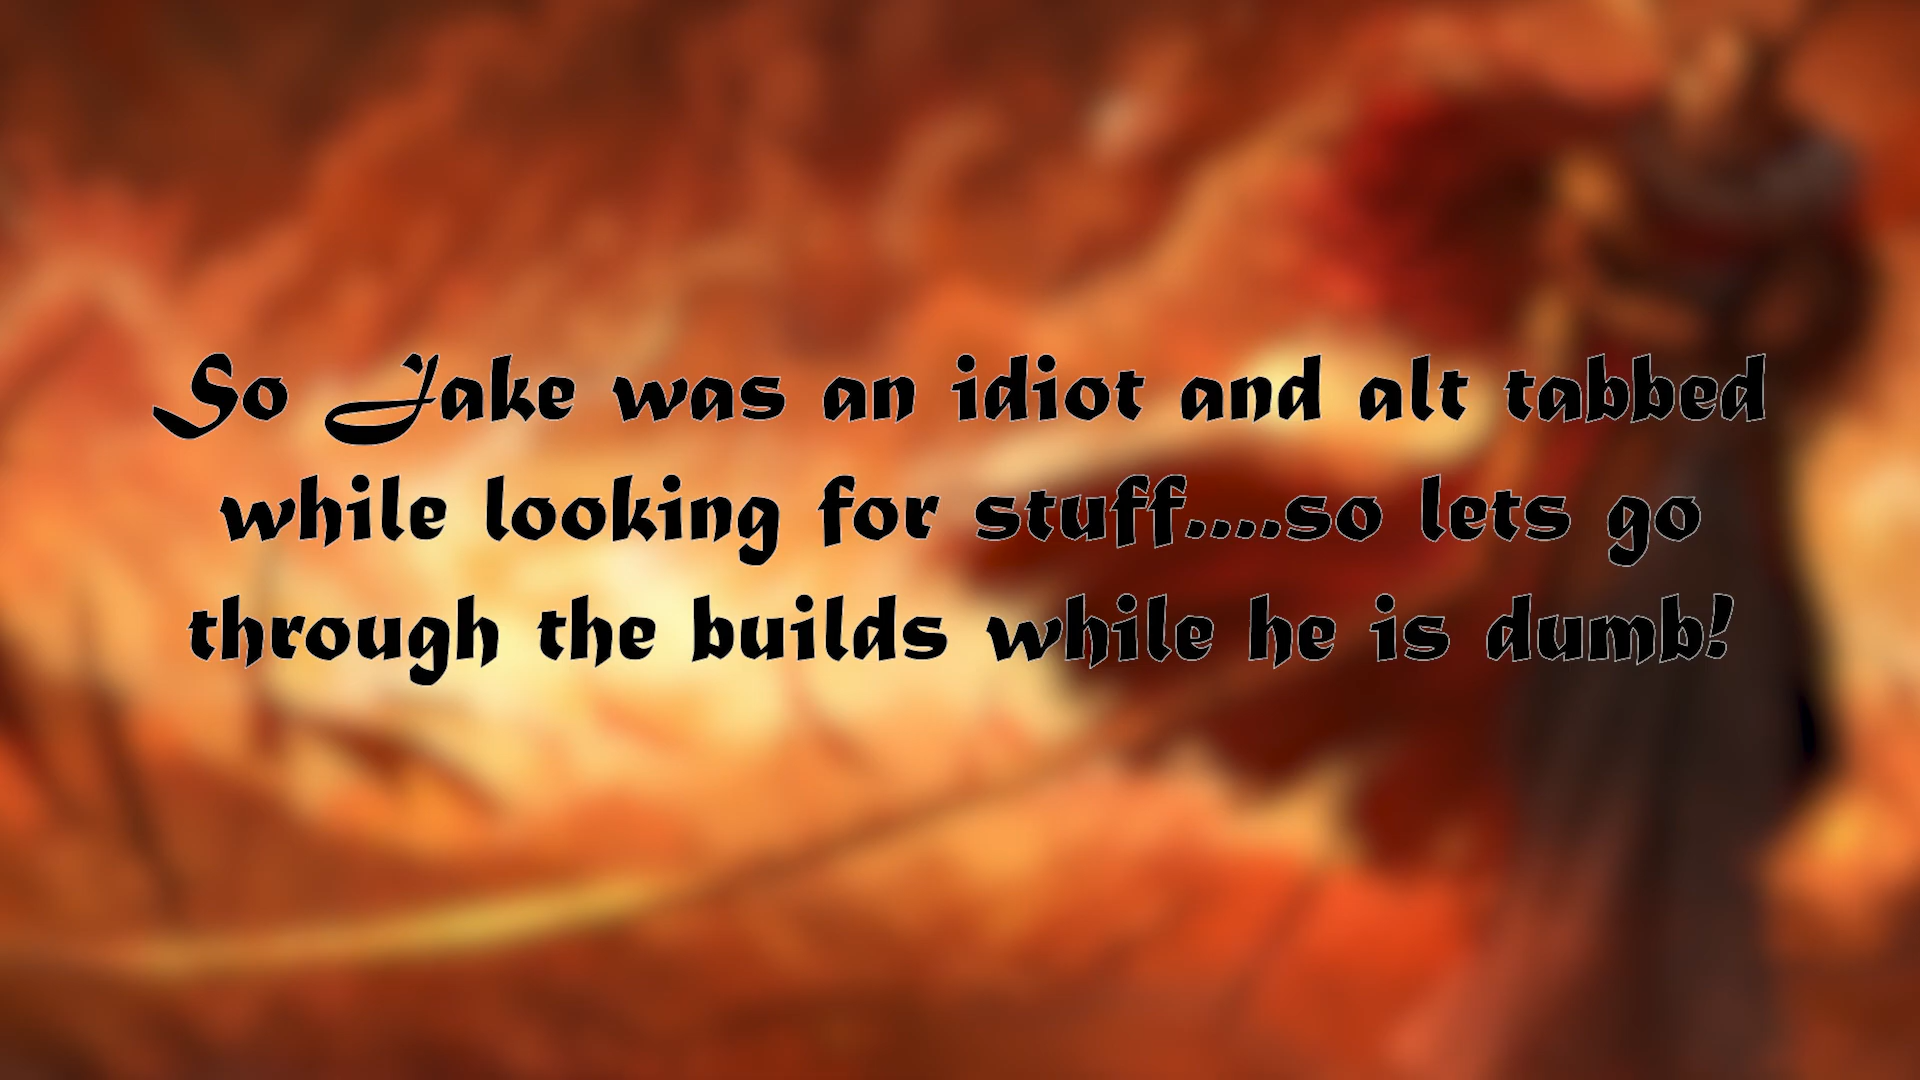 So Jake was an idiot and alt tabbed
while looking for stuff....so lets go
through the builds while he is dumb!